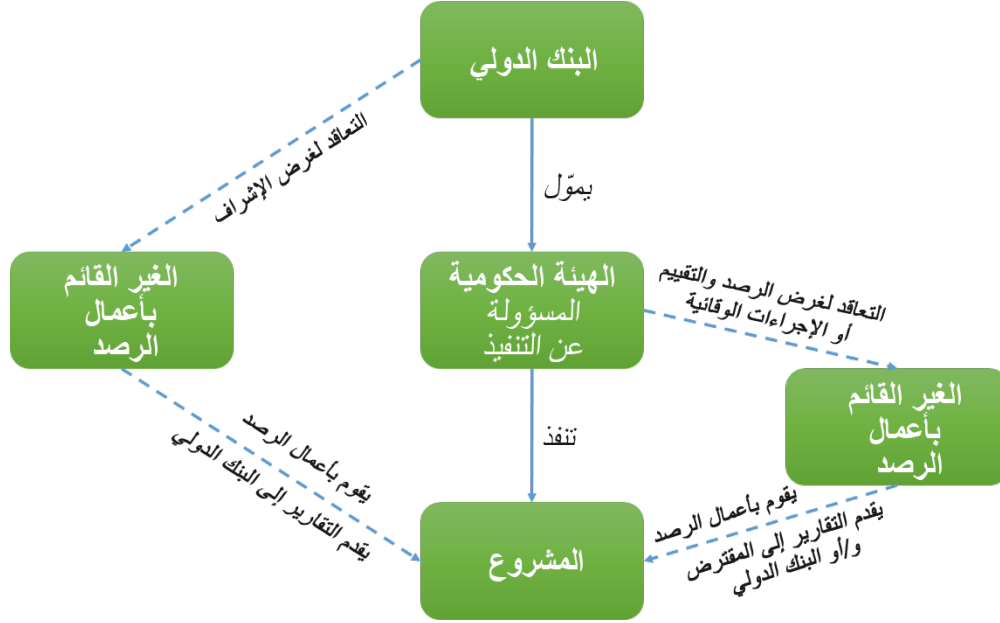 البنك الدولي
التعاقد لغرض الإشراف
يموّل
الهيئة الحكومية
المسؤولة
عن التنفيذ
الغير القائم
بأعمال
الرصد
التعاقد لغرض الرصد والتقييم
أو الإجراءات الوقائية
الغير القائم
بأعمال
الرصد
تنفذ
يقوم بأعمال الرصد
يقدم التقارير إلى البنك الدولي
يقوم بأعمال الرصد
يقدم التقارير إلى المقترض
و/أو البنك الدولي
المشروع